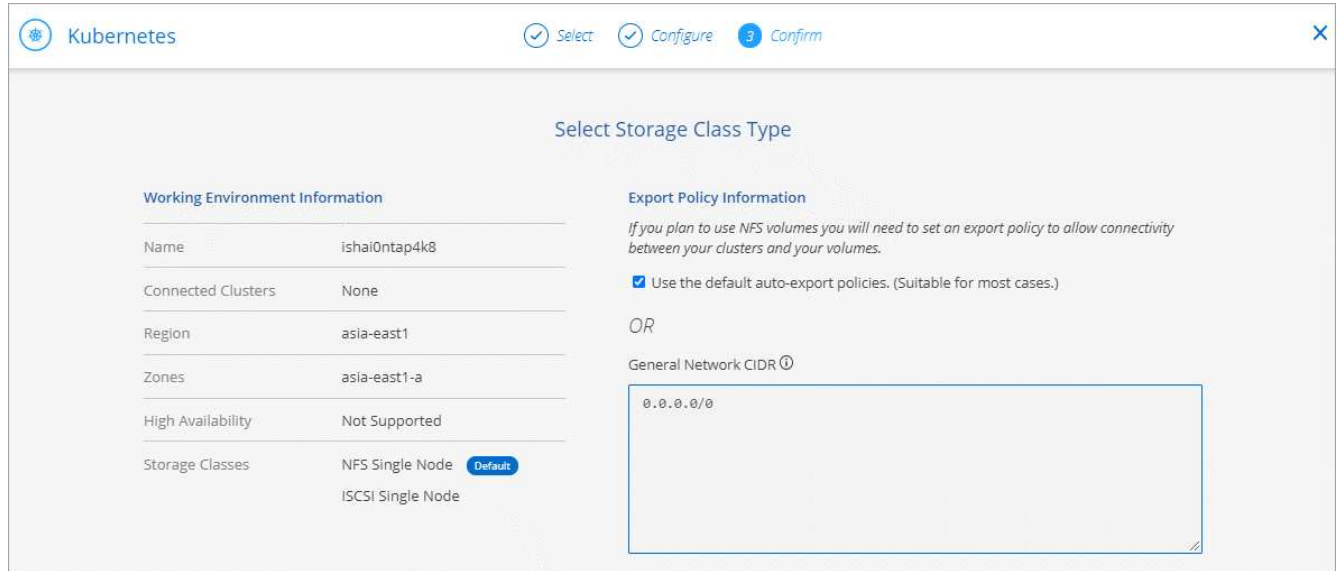 Kubernetes
Select
Configure
3 Confirm
Select Storage Class Type
Working Environment Information
Name ishai0ntap4k8
Connected Clusters None
Region asia-east1
Zones asia-east1-a
High Availability Not Supported
Storage Classes NFS Single Node Default
ISCSI Single Node
Export Policy Information
If you plan to use NFS volumes you will need to set an export policy to allow connectivity
between your clusters and your volumes.
Use the default auto-export policies. (Suitable for most cases.)
OR
General Network CIDR
0.0.0.0/0